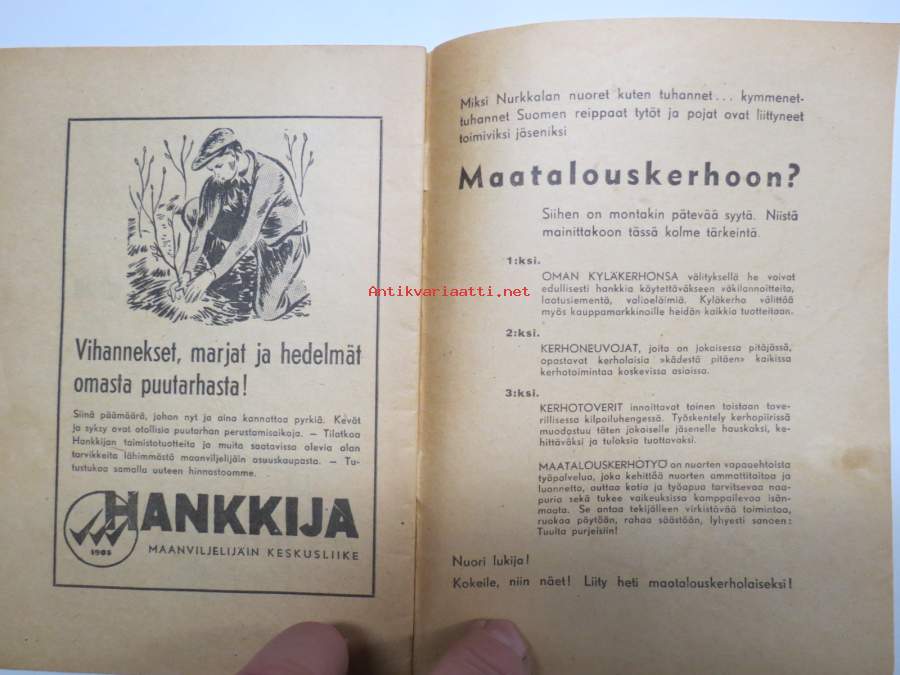 Vihannekset, marjat ja hedelmät
omasta puutarhasta!
Siinä päämäärä, johon nyt ja aina kannattaa pyrkiä. Kevät
ja syksy ovat otollisia puutarhan perustamisaikoja. — Tilatkaa
Hankkijan taimistotuotteita ja muita saatavissa olevia alan
tarvikkeita lähimmästä maanviljelijäin osuuskaupasta. — Tu-
tustukaa samalla uuteen hinnastoomme.
HANKKIJA
1905
MAANVILJELIJÄIN KESKUSLIIKE
Antikvariaatti.net
Miksi Nurkkalan nuoret kuten tuhannet... kymmenet-
tuhannet Suomen reippaat tytöt ja pojat ovat liittyneet
toimiviksi jäseniksi
Maatalouskerhoon?
Siihen on montakin pätevää syytä. Niistä
mainittakoon tässä kolme tärkeintä.
1:ksi.
OMAN KYLÄKERHONSA välityksellä he voivat
edullisesti hankkia käytettäväkseen väkilannoitteita,
laatusiementä, valioeläimiä. Kyläkerho välittää
myös kauppamarkkinoille heidän kaikkia tuotteitaan.
2:ksi.
KERHONEUVOJAT, joita on jokaisessa pitäjässä,
opastavat kerholaisia »kädestä pitäen» kaikissa
kerhotoimintaa koskevissa asioissa.
3:ksi.
KERHOTOVERIT innoittavat toinen toistaan tove-
rillisessa kilpailuhengessa. Työskentely kerhopiirissä
muodostuu täten jokaiselle jäsenelle hauskaksi, ke-
hittäväksi ja tuloksia tuottavaksi.
MAATALOUSKERHOTYÖ on nuorten vapaaehtoista
työpalvelua, joka kehittää nuorten ammattitaitoa ja
luonnetta, auttaa kotia ja työapua tarvitsevaa naa-
puria sekä tukee vaikeuksissa kamppailevaa isän-
maata. Se antaa tekijälleen virkistävää toimintaa,
ruokaa pöytään, rahaa säästöön, lyhyesti sanoen:
Tuulta purjeisiin!
Nuori lukija!
Kokeile, niin näet! Liity heti maatalouskerholaiseksi!